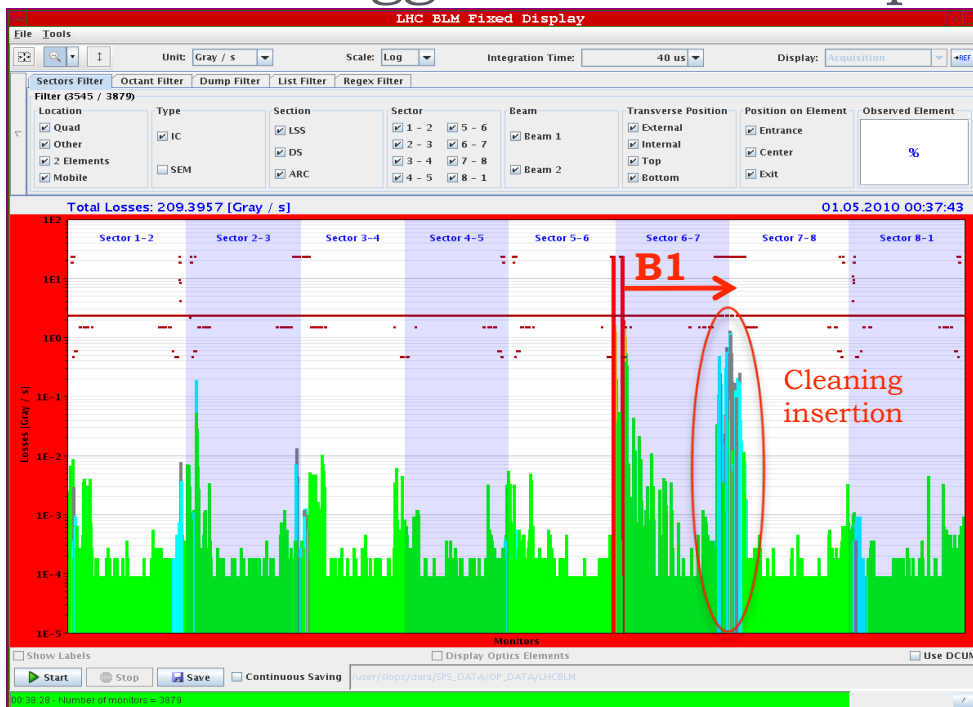 LHC BLM Fixed Display
File Tools
Unit: Gray / s Scale: Log Integration Time: 40 us Display: Acquisition →REF
Sectors Filter Octant Filter Dump Filter List Filter Regex Filter
Filter (3545 / 3879)
Location Type Section Sector Beam Transverse Position Position on Element Observed Element
Quad IC LSS 1 - 2 5 - 6 Beam 1 External Entrance %
Other SEM DS 2 - 3 6 - 7 Beam 2 Internal Center
2 Elements ARC 3 - 4 7 - 8 Top Exit
Mobile 4 - 5 8 - 1 Bottom
Total Losses: 209.3957 [Gray / s] 01.05.2010 00:37:43
1E2
Sector 1-2 Sector 2-3 Sector 3-4 Sector 4-5 Sector 5-6 Sector 6-7 Sector 7-8 Sector 8-1
B1
1E1
1E0
Cleaning
insertion
1E-1
Losses [Gray / s]
1E-2
1E-3
1E-4
1E-5
Monitors
Show Labels Display Optics Elements Use DCUM
Start Stop Save Continuous Saving /user/slops/data/SPS_DATA/OP_DATA/LHCBLM
00:38:28 - Number of monitors = 3879